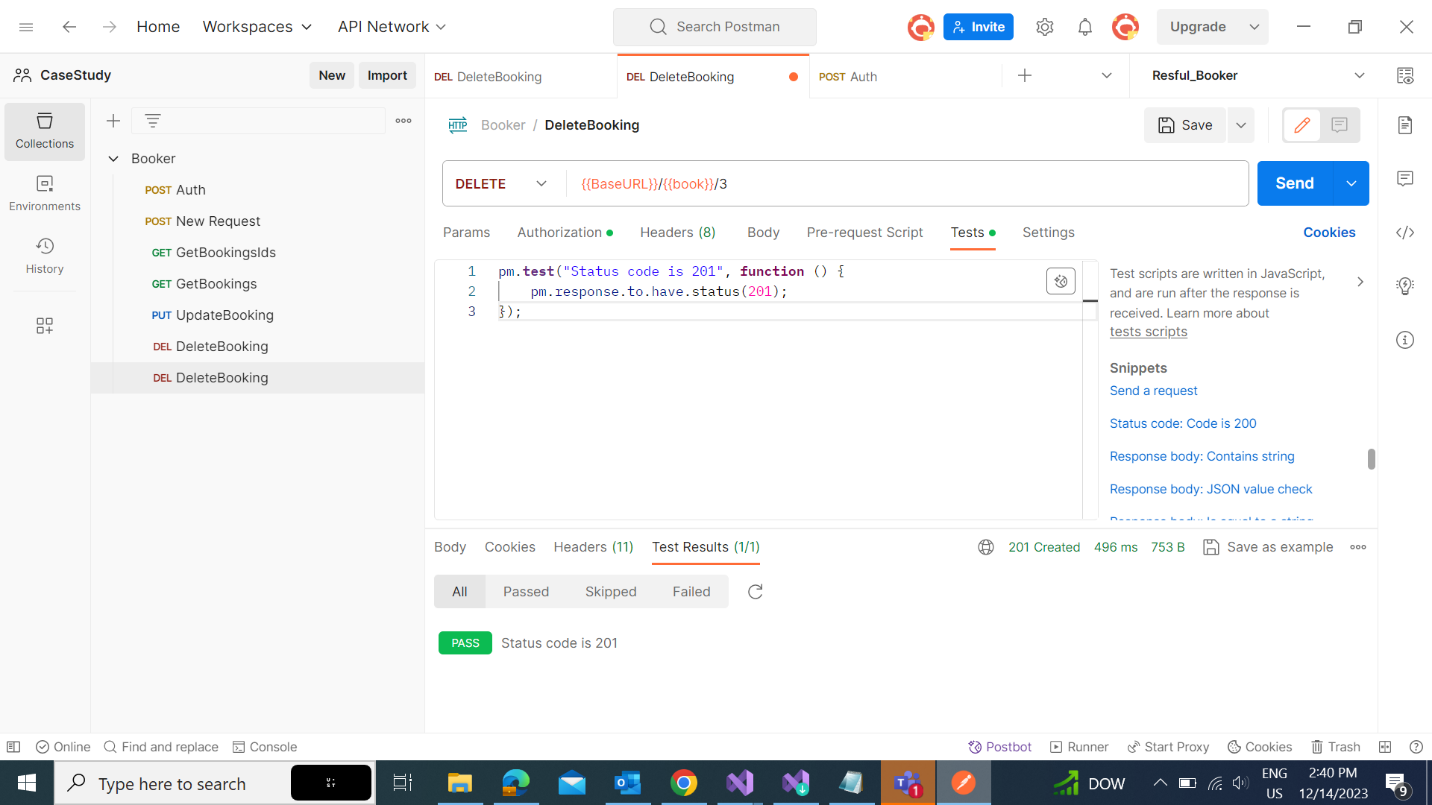 Home Workspaces API Network Search Postman Invite Upgrade
CaseStudy New Import DEL DeleteBooking DEL DeleteBooking POST Auth Resful_Booker
Collections
Environments
History
Booker
POST Auth
POST New Request
GET GetBookingsIds
GET GetBookings
PUT UpdateBooking
DEL DeleteBooking
DEL DeleteBooking
HTTP Booker / DeleteBooking Save
DELETE {{BaseURL}}/{{book}}/3 Send
Params Authorization Headers (8) Body Pre-request Script Tests Settings Cookies
1 pm.test("Status code is 201", function () {
2 pm.response.to.have.status(201);
3 });
Test scripts are written in JavaScript,
and are run after the response is
received. Learn more about
tests scripts
Snippets
Send a request
Status code: Code is 200
Response body: Contains string
Response body: JSON value check
Response body: Is equal to a string
Body Cookies Headers (11) Test Results (1/1) 201 Created 496 ms 753 B Save as example
All Passed Skipped Failed
PASS Status code is 201
Online Find and replace Console Postbot Runner Start Proxy Cookies Trash
Type here to search DOW ENG US 2:40 PM 12/14/2023 9
1